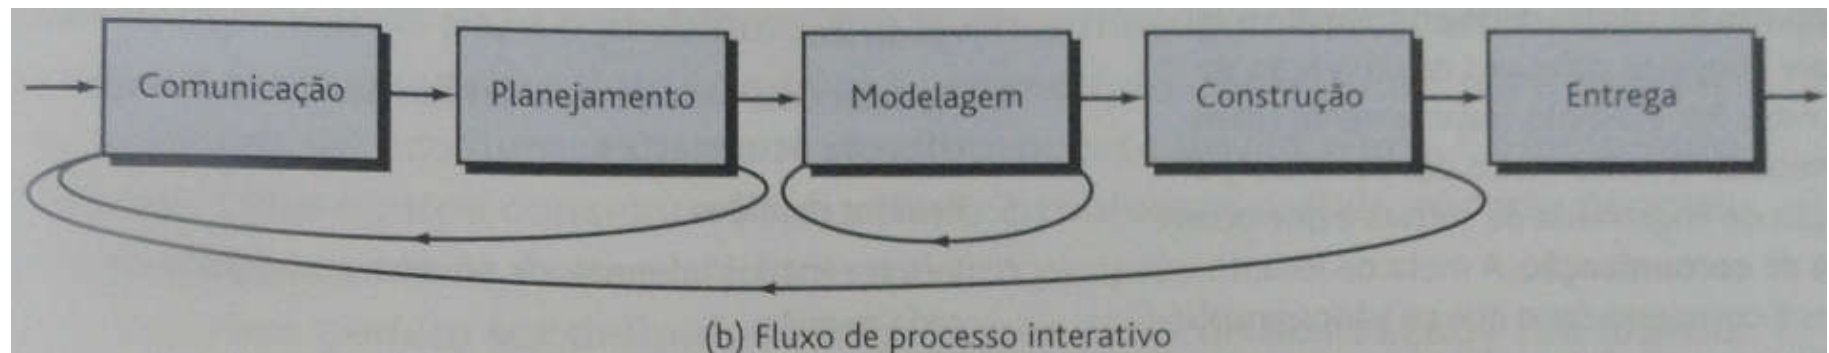 Comunicação
Planejamento
Modelagem
Construção
Entrega
(b) Fluxo de processo interativo